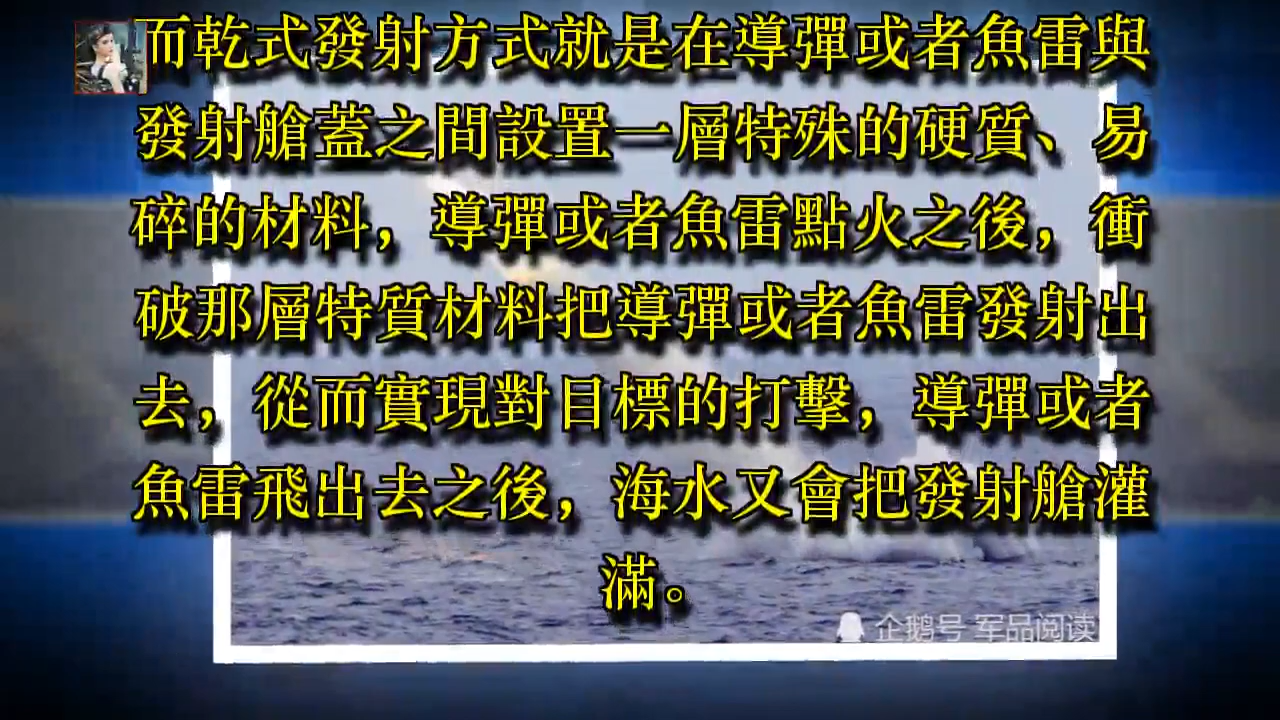 而乾式發射方式就是在導彈或者魚雷與
發射艙蓋之間設置一層特殊的硬質、易
碎的材料，導彈或者魚雷點火之後，衝
破那層特質材料把導彈或者魚雷發射出
去，從而實現對目標的打擊，導彈或者
魚雷飛出去之後，海水又會把發射艙灌
滿。
企鹅号 军品阅读